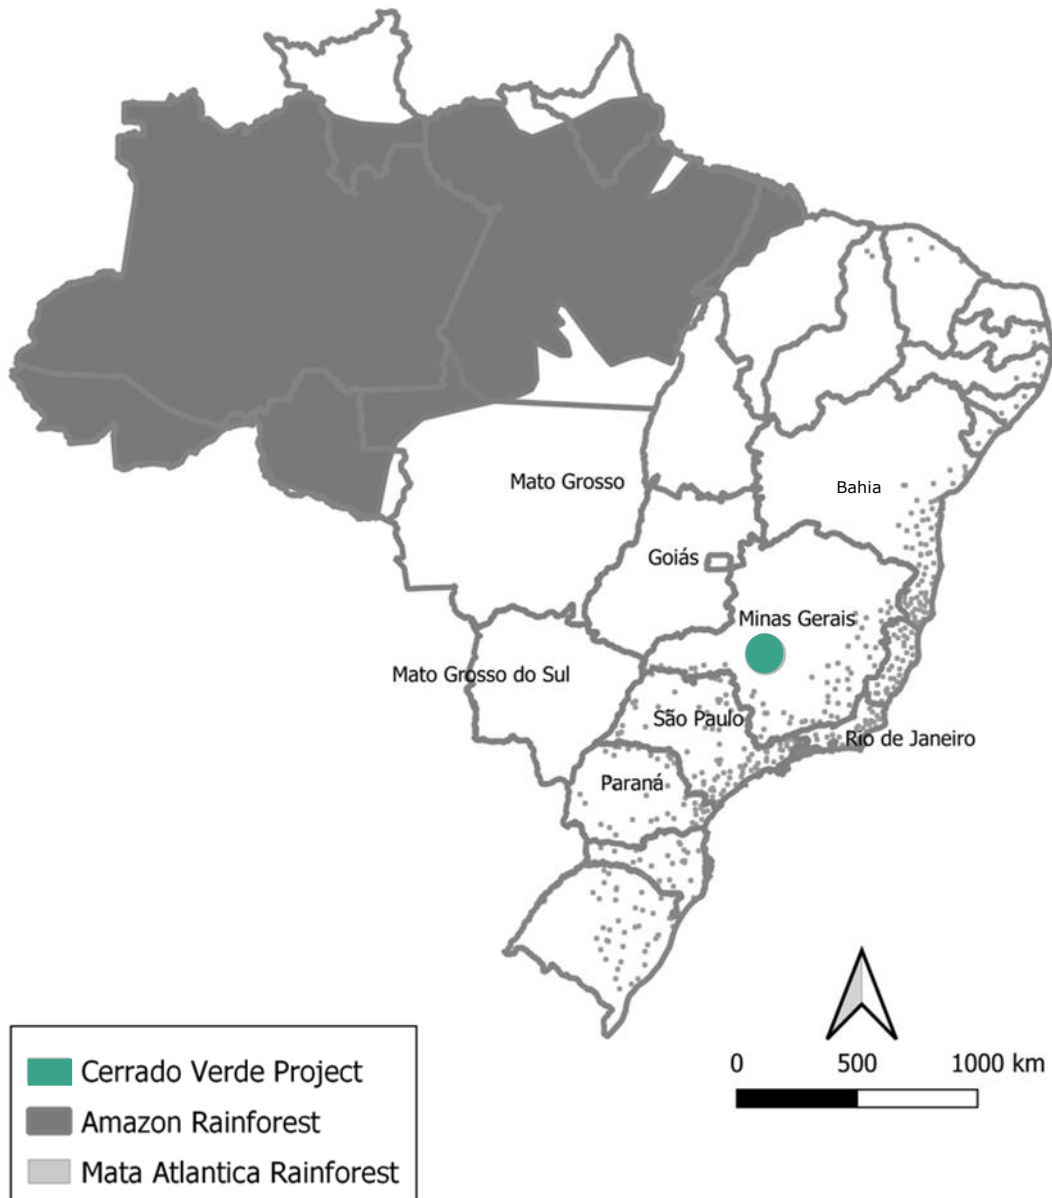 Mato Grosso
Bahia
Goiás
Minas Gerais
Mato Grosso do Sul
São Paulo
Rio de Janeiro
Paraná
0 500 1000 km
Cerrado Verde Project
Amazon Rainforest
Mata Atlantica Rainforest